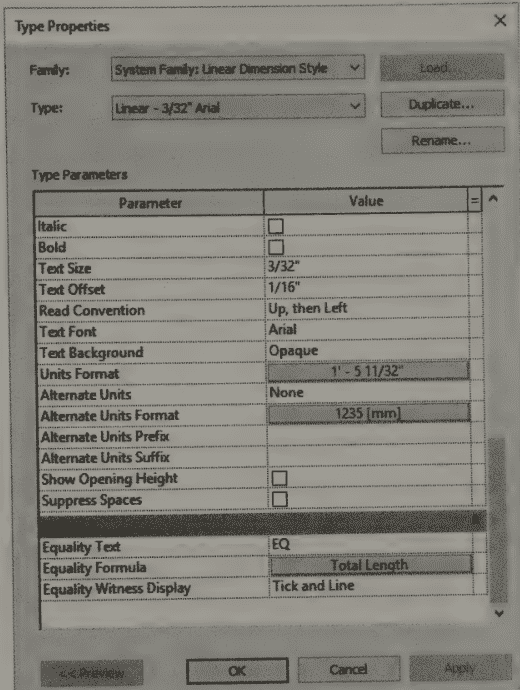 Type Properties
Family: System Family: Linear Dimension Style Load...
Type: Linear - 3/32" Arial Duplicate...
Rename...
Type Parameters
Parameter Value =
Italic
Bold
Text Size 3/32"
Text Offset 1/16"
Read Convention Up, then Left
Text Font Arial
Text Background Opaque
Units Format 1' - 5 11/32"
Alternate Units None
Alternate Units Format 1235 [mm]
Alternate Units Prefix
Alternate Units Suffix
Show Opening Height
Suppress Spaces
Equality Text EQ
Equality Formula Total Length
Equality Witness Display Tick and Line
<< Preview OK Cancel Apply